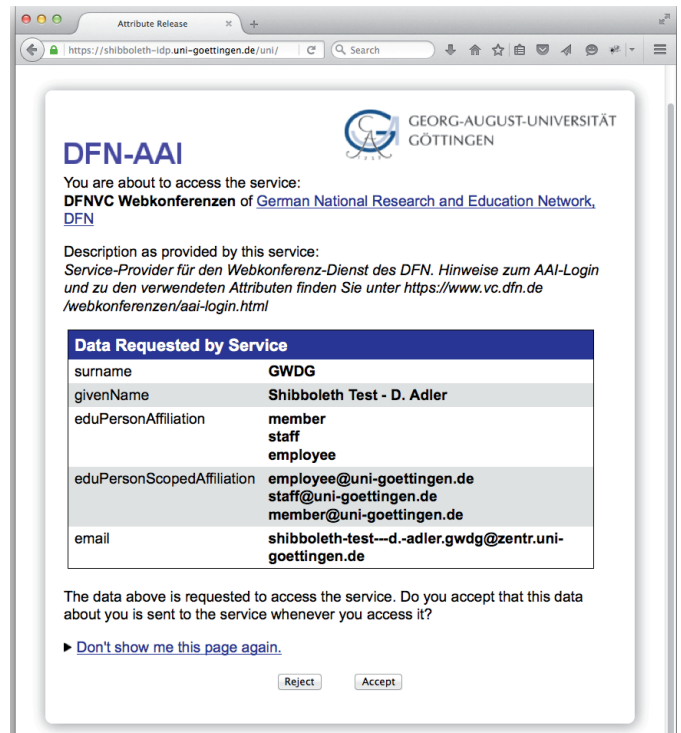 Attribute Release
https://shibboleth-idp.uni-goettingen.de/uni/
Search
GEORG-AUGUST-UNIVERSITÄT
GÖTTINGEN
DFN-AAI
You are about to access the service:
DFNVC Webkonferenzen of German National Research and Education Network,
DFN
Description as provided by this service:
Service-Provider für den Webkonferenz-Dienst des DFN. Hinweise zum AAI-Login
und zu den verwendeten Attributen finden Sie unter https://www.vc.dfn.de
/webkonferenzen/aai-login.html
Data Requested by Service
surname GWDG
givenName Shibboleth Test - D. Adler
eduPersonAffiliation member
staff
employee
eduPersonScopedAffiliation employee@uni-goettingen.de
staff@uni-goettingen.de
member@uni-goettingen.de
email shibboleth-test---d.-adler.gwdg@zentr.uni-
goettingen.de
The data above is requested to access the service. Do you accept that this data
about you is sent to the service whenever you access it?
Don't show me this page again.
Reject Accept